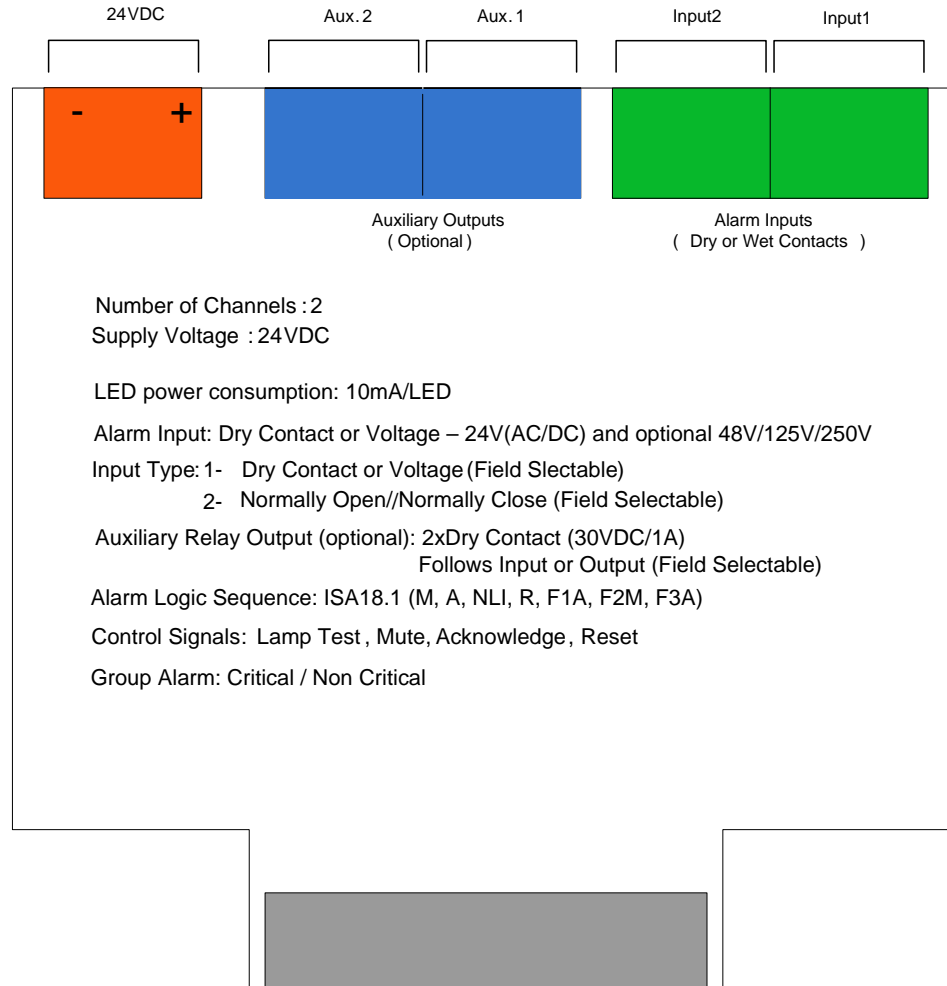 24VDC Aux.2 Aux.1 Input2 Input1
- +
Auxiliary Outputs Alarm Inputs
(Optional) ( Dry or Wet Contacts )
Number of Channels : 2
Supply Voltage : 24VDC
LED power consumption: 10mA/LED
Alarm Input: Dry Contact or Voltage – 24V(AC/DC) and optional 48V/125V/250V
Input Type: 1- Dry Contact or Voltage (Field Slectable)
2- Normally Open//Normally Close (Field Selectable)
Auxiliary Relay Output (optional): 2xDry Contact (30VDC/1A)
Follows Input or Output (Field Selectable)
Alarm Logic Sequence: ISA18.1 (M, A, NLI, R, F1A, F2M, F3A)
Control Signals: Lamp Test , Mute, Acknowledge , Reset
Group Alarm: Critical / Non Critical